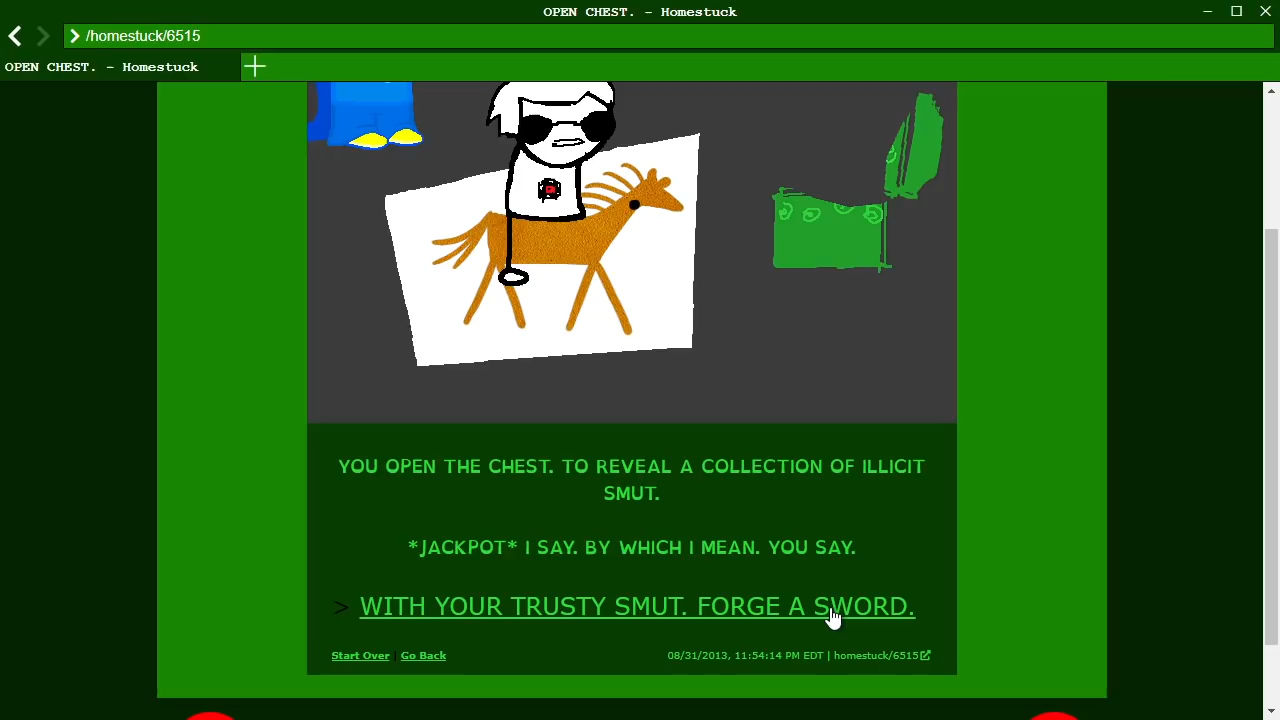 OPEN CHEST. - Homestuck
/homestuck/6515
OPEN CHEST. - Homestuck
YOU OPEN THE CHEST. TO REVEAL A COLLECTION OF ILLICIT
SMUT.
*JACKPOT* I SAY. BY WHICH I MEAN. YOU SAY.
> WITH YOUR TRUSTY SMUT. FORGE A SWORD.
Start Over | Go Back
08/31/2013, 11:54:14 PM EDT | homestuck/6515